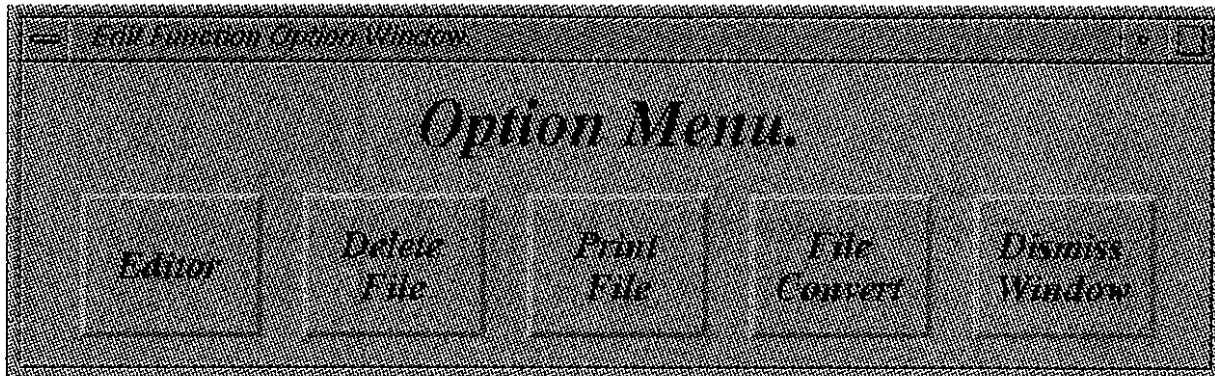 Edit Function Option Window
Option Menu.
Editor
Delete
File
Print
File
File
Convert
Dismiss
Window